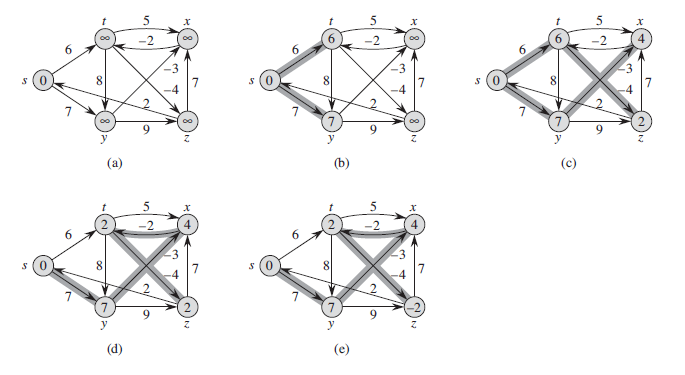 t 5 x
6 ∞ -2 ∞
s 0 8 -3 -4 7
7 2
∞ 9 ∞
y z
(a)
t 5 x
6 6 -2 ∞
s 0 8 -3 -4 7
7 2
7 9 ∞
y z
(b)
t 5 x
6 6 -2 4
s 0 8 -3 -4 7
7 2
7 9 2
y z
(c)
t 5 x
6 2 -2 4
s 0 8 -3 -4 7
7 2
7 9 2
y z
(d)
t 5 x
6 2 -2 4
s 0 8 -3 -4 7
7 2
7 9 -2
y z
(e)